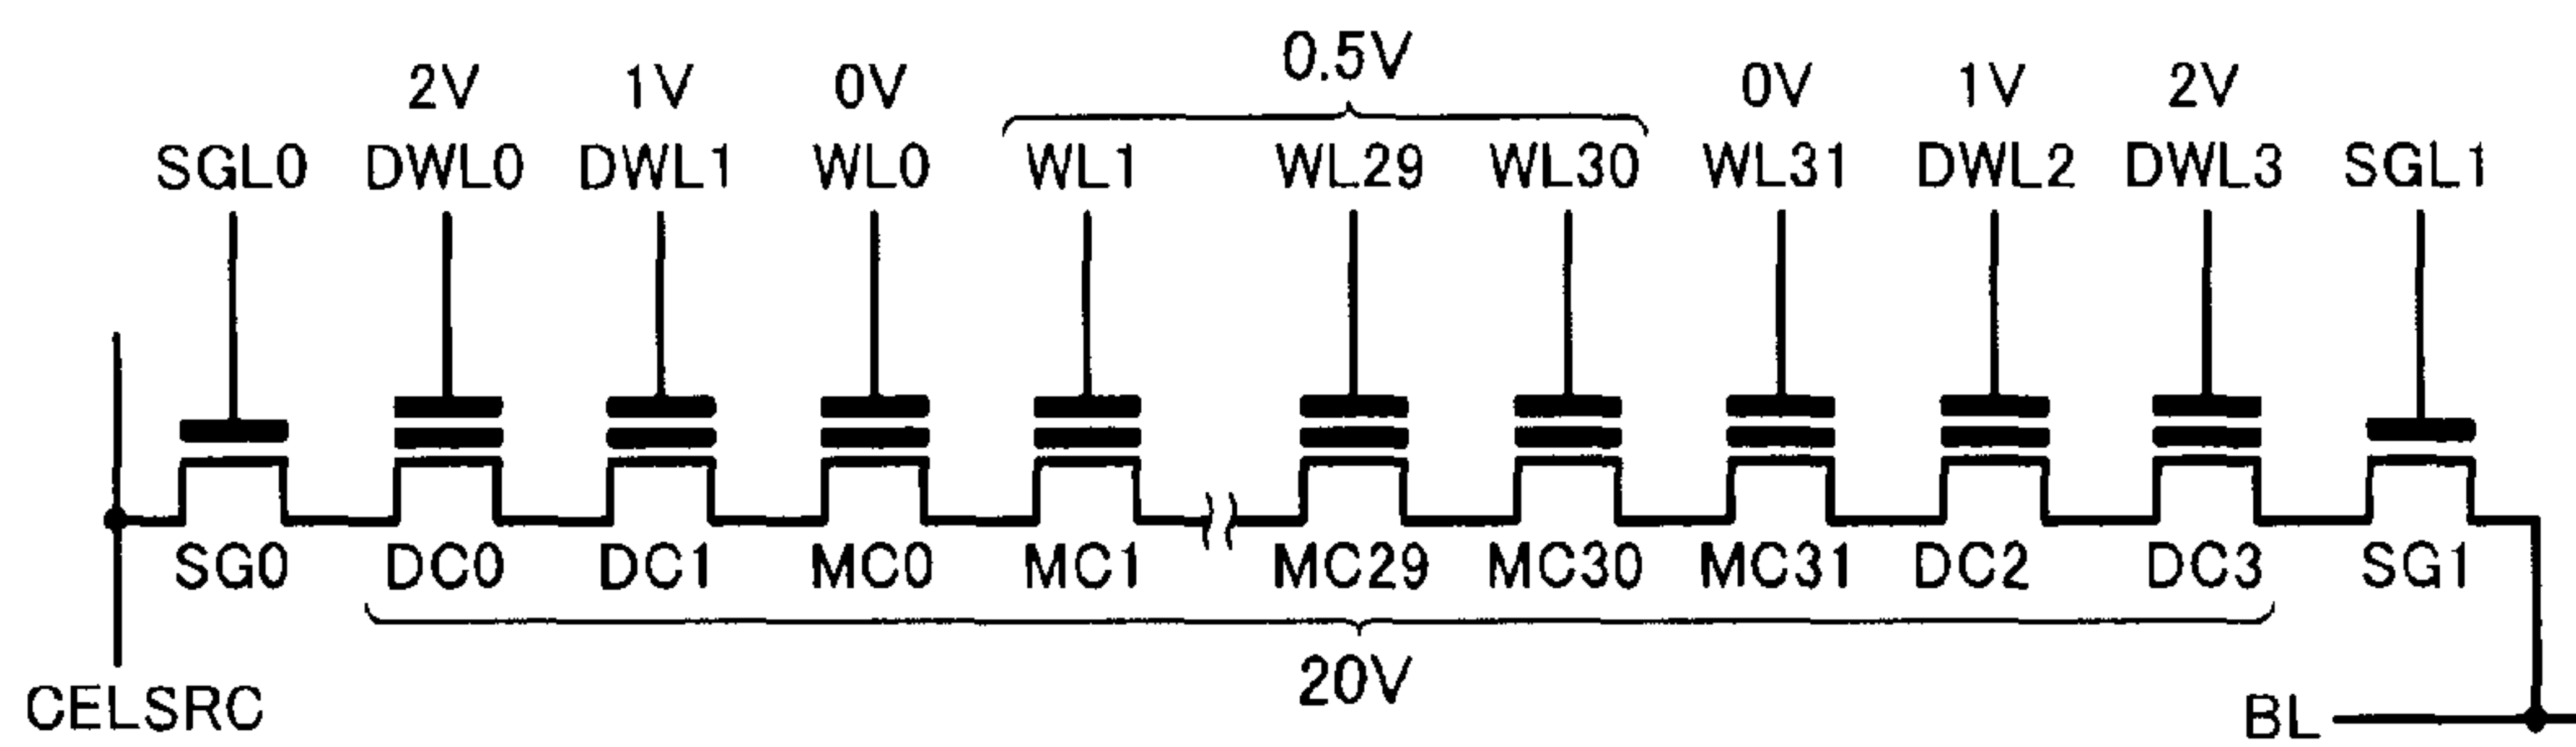 0.5V
2V 1V 0V 0V 1V 2V
SGL0 DWL0 DWL1 WL0 WL1 WL29 WL30 WL31 DWL2 DWL3 SGL1
SG0 DC0 DC1 MC0 MC1 MC29 MC30 MC31 DC2 DC3 SG1
20V
CELSRC BL